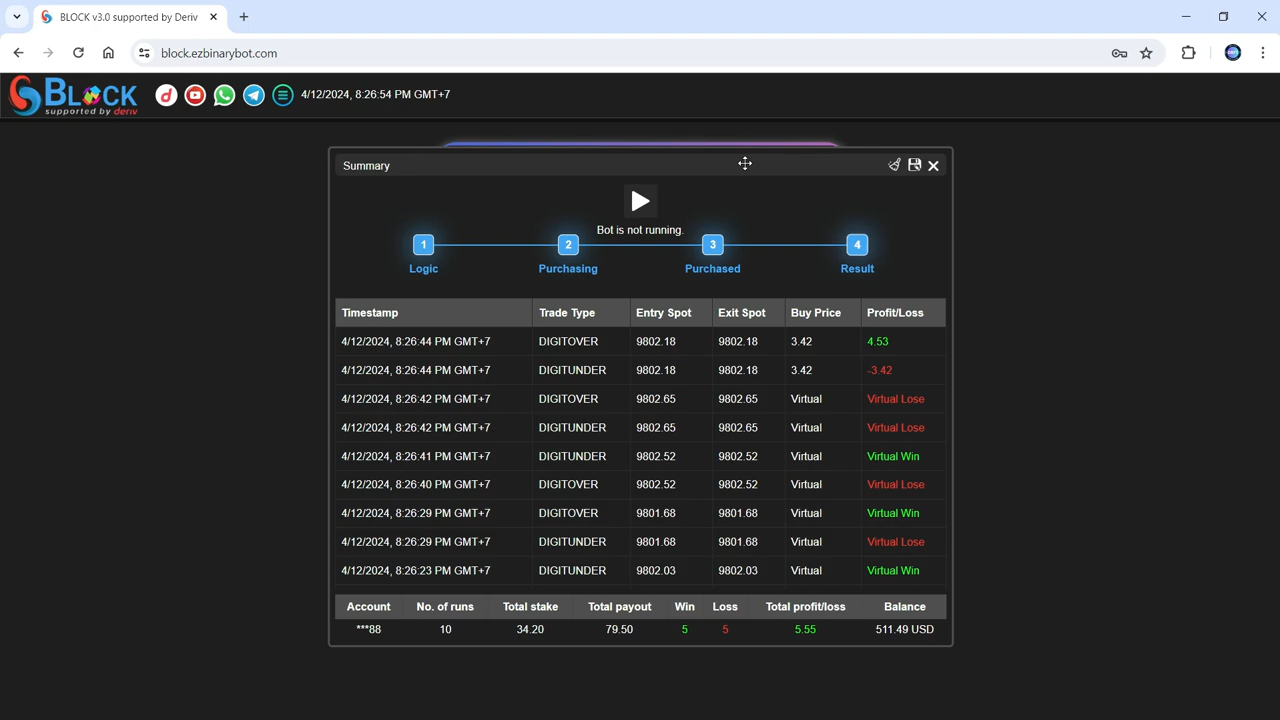 BLOCK v3.0 supported by Deriv
block.ezbinarybot.com
BLOCK
supported by deriv
4/12/2024, 8:26:54 PM GMT+7
Summary
Bot is not running.
1 2 3 4
Logic Purchasing Purchased Result
Timestamp Trade Type Entry Spot Exit Spot Buy Price Profit/Loss
4/12/2024, 8:26:44 PM GMT+7 DIGITOVER 9802.18 9802.18 3.42 4.53
4/12/2024, 8:26:44 PM GMT+7 DIGITUNDER 9802.18 9802.18 3.42 -3.42
4/12/2024, 8:26:42 PM GMT+7 DIGITOVER 9802.65 9802.65 Virtual Virtual Lose
4/12/2024, 8:26:42 PM GMT+7 DIGITUNDER 9802.65 9802.65 Virtual Virtual Lose
4/12/2024, 8:26:41 PM GMT+7 DIGITUNDER 9802.52 9802.52 Virtual Virtual Win
4/12/2024, 8:26:40 PM GMT+7 DIGITOVER 9802.52 9802.52 Virtual Virtual Lose
4/12/2024, 8:26:29 PM GMT+7 DIGITOVER 9801.68 9801.68 Virtual Virtual Win
4/12/2024, 8:26:29 PM GMT+7 DIGITUNDER 9801.68 9801.68 Virtual Virtual Lose
4/12/2024, 8:26:23 PM GMT+7 DIGITUNDER 9802.03 9802.03 Virtual Virtual Win
Account No. of runs Total stake Total payout Win Loss Total profit/loss Balance
***88 10 34.20 79.50 5 5 5.55 511.49 USD